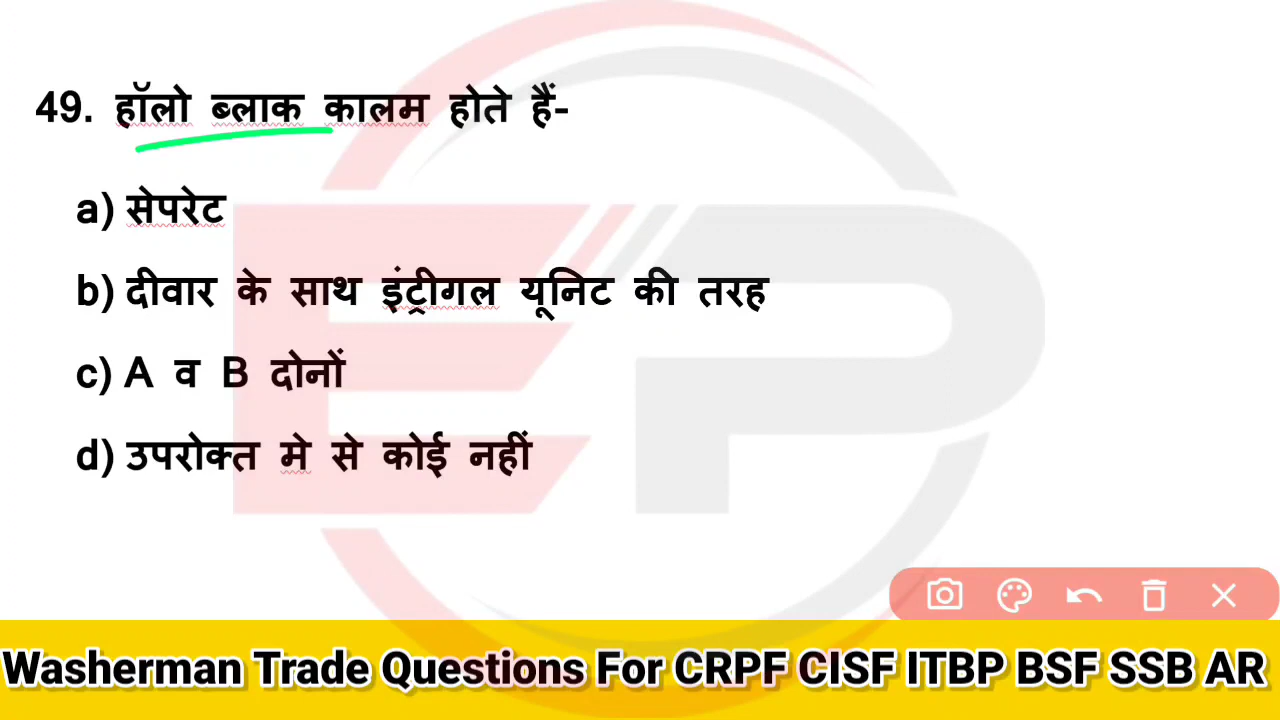 49. हॉलो ब्लाक कालम होते हैं-
a) सेपरेट
b) दीवार के साथ इंट्रीगल यूनिट की तरह
c) A व B दोनों
d) उपरोक्त मे से कोई नहीं
Washerman Trade Questions For CRPF CISF ITBP BSF SSB AR